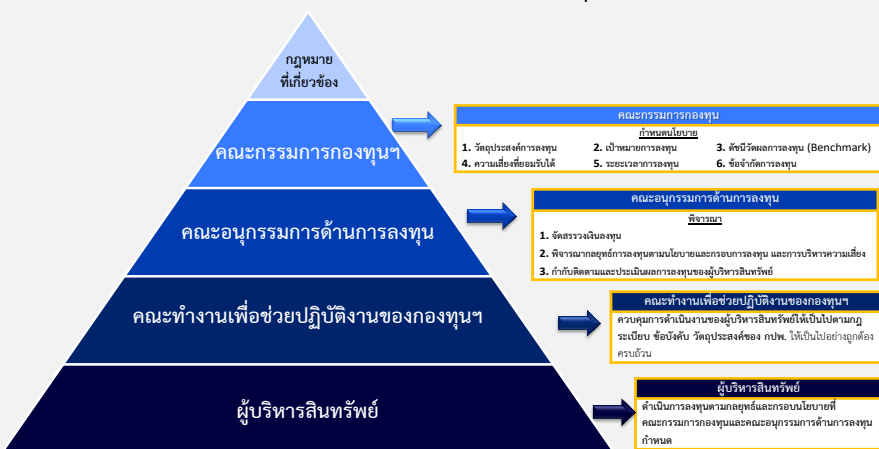 กฎหมาย
ที่เกี่ยวข้อง
คณะกรรมการกองทุนฯ
คณะอนุกรรมการด้านการลงทุน
คณะทำงานเพื่อช่วยปฏิบัติงานของกองทุนฯ
ผู้บริหารสินทรัพย์
คณะกรรมการกองทุน
กำหนดนโยบาย
1. วัตถุประสงค์การลงทุน 2. เป้าหมายการลงทุน 3. ดัชนีวัดผลการลงทุน (Benchmark)
4. ความเสี่ยงที่ยอมรับได้ 5. ระยะเวลาการลงทุน 6. ข้อจำกัดการลงทุน
คณะอนุกรรมการด้านการลงทุน
พิจารณา
1. จัดสรรวงเงินลงทุน
2. พิจารณากลยุทธ์การลงทุนตามนโยบายและกรอบการลงทุน และการบริหารความเสี่ยง
3. กำกับติดตามและประเมินผลการลงทุนของผู้บริหารสินทรัพย์
คณะทำงานเพื่อช่วยปฏิบัติงานของกองทุนฯ
ควบคุมการดำเนินงานของผู้บริหารสินทรัพย์ให้เป็นไปตามกฎ
ระเบียบ ข้อบังคับ วัตถุประสงค์ของ กปพ. ให้เป็นไปอย่างถูกต้อง
ครบถ้วน
ผู้บริหารสินทรัพย์
ดำเนินการลงทุนตามกลยุทธ์และกรอบนโยบายที่
คณะกรรมการกองทุนและคณะอนุกรรมการด้านการลงทุน
กำหนด